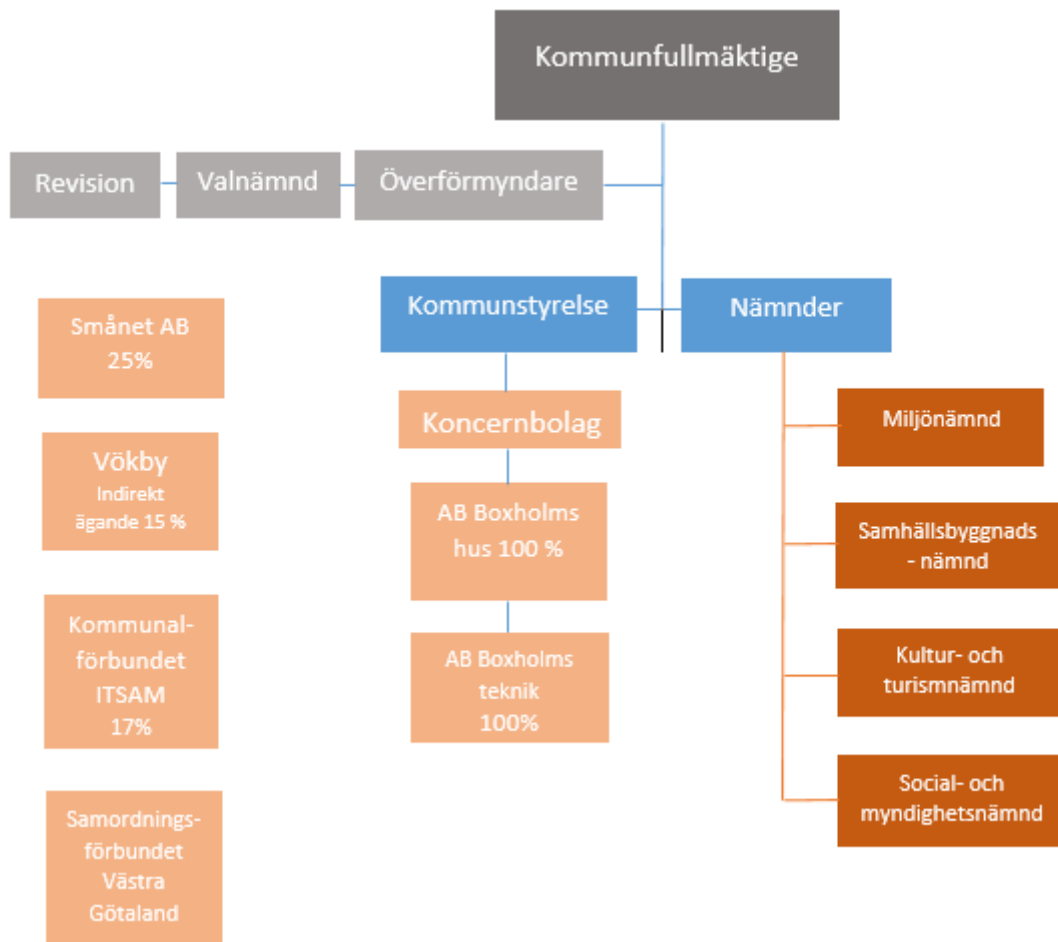 Kommunfullmäktige
Revision
Valnämnd
Överförmyndare
Kommunstyrelse
Nämnder
Smånet AB
25%
Vökby
Indirekt
ägande 15 %
Kommunal-
förbundet
ITSAM
17%
Samordnings-
förbundet
Västra
Götaland
Koncernbolag
AB Boxholms
hus 100 %
AB Boxholms
teknik
100%
Miljönämnd
Samhällsbyggnads
- nämnd
Kultur- och
turismnämnd
Social- och
myndighetsnämnd